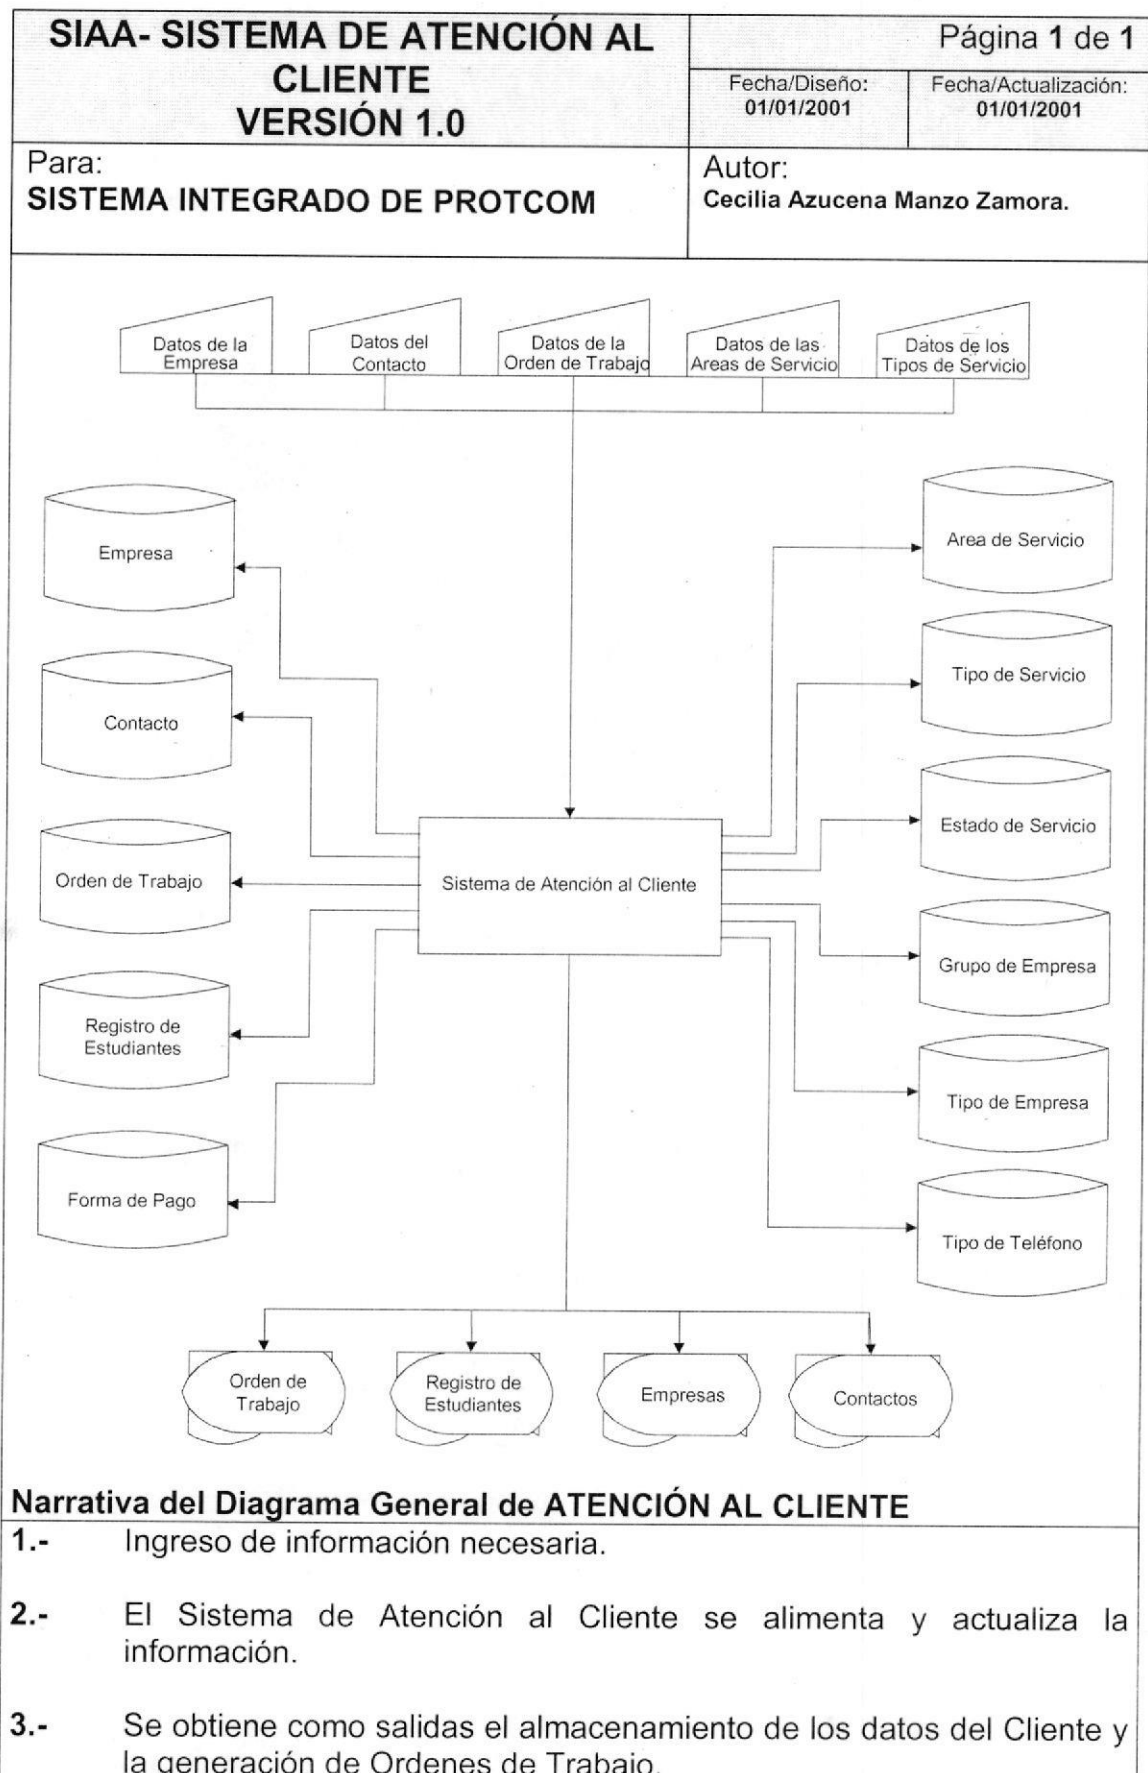 SIAA- SISTEMA DE ATENCIÓN AL
CLIENTE
VERSIÓN 1.0
Página 1 de 1
Fecha/Diseño:
01/01/2001
Fecha/Actualización:
01/01/2001
Para:
SISTEMA INTEGRADO DE PROTCOM
Autor:
Cecilia Azucena Manzo Zamora.
Datos de la
Empresa
Datos del
Contacto
Datos de la
Orden de Trabajo
Datos de las
Areas de Servicio
Datos de los
Tipos de Servicio
Empresa
Contacto
Orden de Trabajo
Registro de
Estudiantes
Forma de Pago
Sistema de Atención al Cliente
Area de Servicio
Tipo de Servicio
Estado de Servicio
Grupo de Empresa
Tipo de Empresa
Tipo de Teléfono
Orden de
Trabajo
Registro de
Estudiantes
Empresas
Contactos
Narrativa del Diagrama General de ATENCIÓN AL CLIENTE
1.- Ingreso de información necesaria.
2.- El Sistema de Atención al Cliente se alimenta y actualiza la
información.
3.- Se obtiene como salidas el almacenamiento de los datos del Cliente y
la generación de Ordenes de Trabajo.